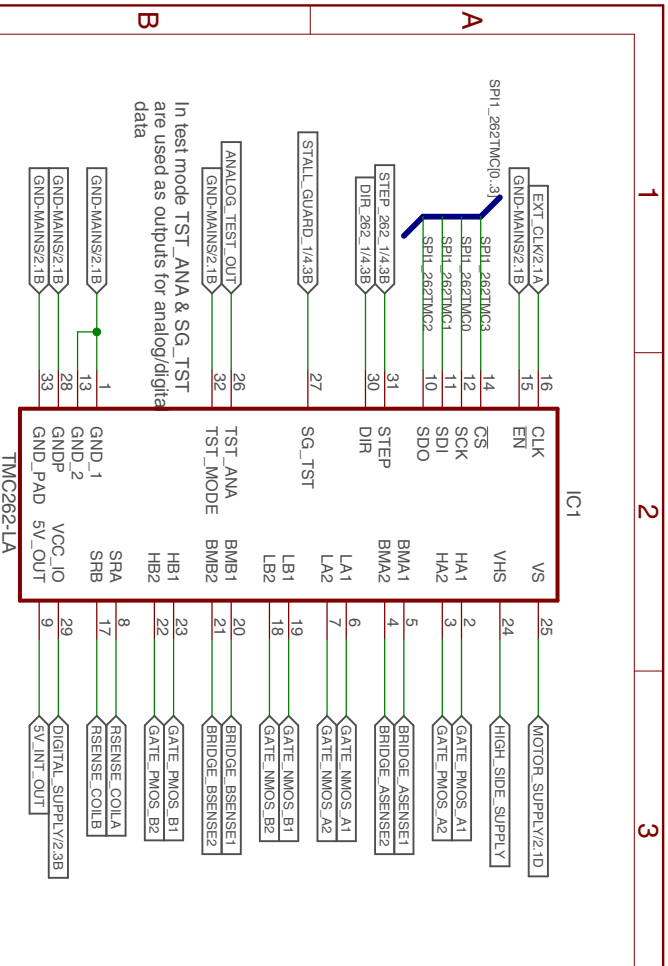 1
2
3
A
B
IC1
TMC262-LA
EXT_CLK/2.1A
GND-MAINS/2.1B
SPI1_262TMC[0..3]
SPI1_262TMC3
SPI1_262TMC0
SPI1_262TMC1
SPI1_262TMC2
STEP_262_1/4.3B
DIR_262_1/4.3B
STALL_GUARD_1/4.3B
ANALOG_TEST_OUT
GND-MAINS/2.1B
In test mode TST_ANA & SG_TST
are used as outputs for analog/digital
data
GND-MAINS/2.1B
GND-MAINS/2.1B
GND-MAINS/2.1B
16 CLK
15 EN
14 CS
12 SCK
11 SDI
10 SDO
31 STEP
30 DIR
27 SG_TST
26 TST_ANA
32 TST_MODE
1 GND_1
13 GND_2
28 GNDP
33 GND_PAD
VS 25 MOTOR_SUPPLY/2.1D
VHS 24 HIGH_SIDE_SUPPLY
HA1 2 GATE_PMOS_A1
HA2 3 GATE_PMOS_A2
BMA1 5 BRIDGE_ASENSE1
BMA2 4 BRIDGE_ASENSE2
LA1 6 GATE_NMOS_A1
LA2 7 GATE_NMOS_A2
LB1 19 GATE_NMOS_B1
LB2 18 GATE_NMOS_B2
BMB1 20 BRIDGE_BSENSE1
BMB2 21 BRIDGE_BSENSE2
HB1 23 GATE_PMOS_B1
HB2 22 GATE_PMOS_B2
SRA 8 RSENSE_COILA
SRB 17 RSENSE_COILB
VCC_IO 29 DIGITAL_SUPPLY/2.3B
5V_OUT 9 5V_INT_OUT